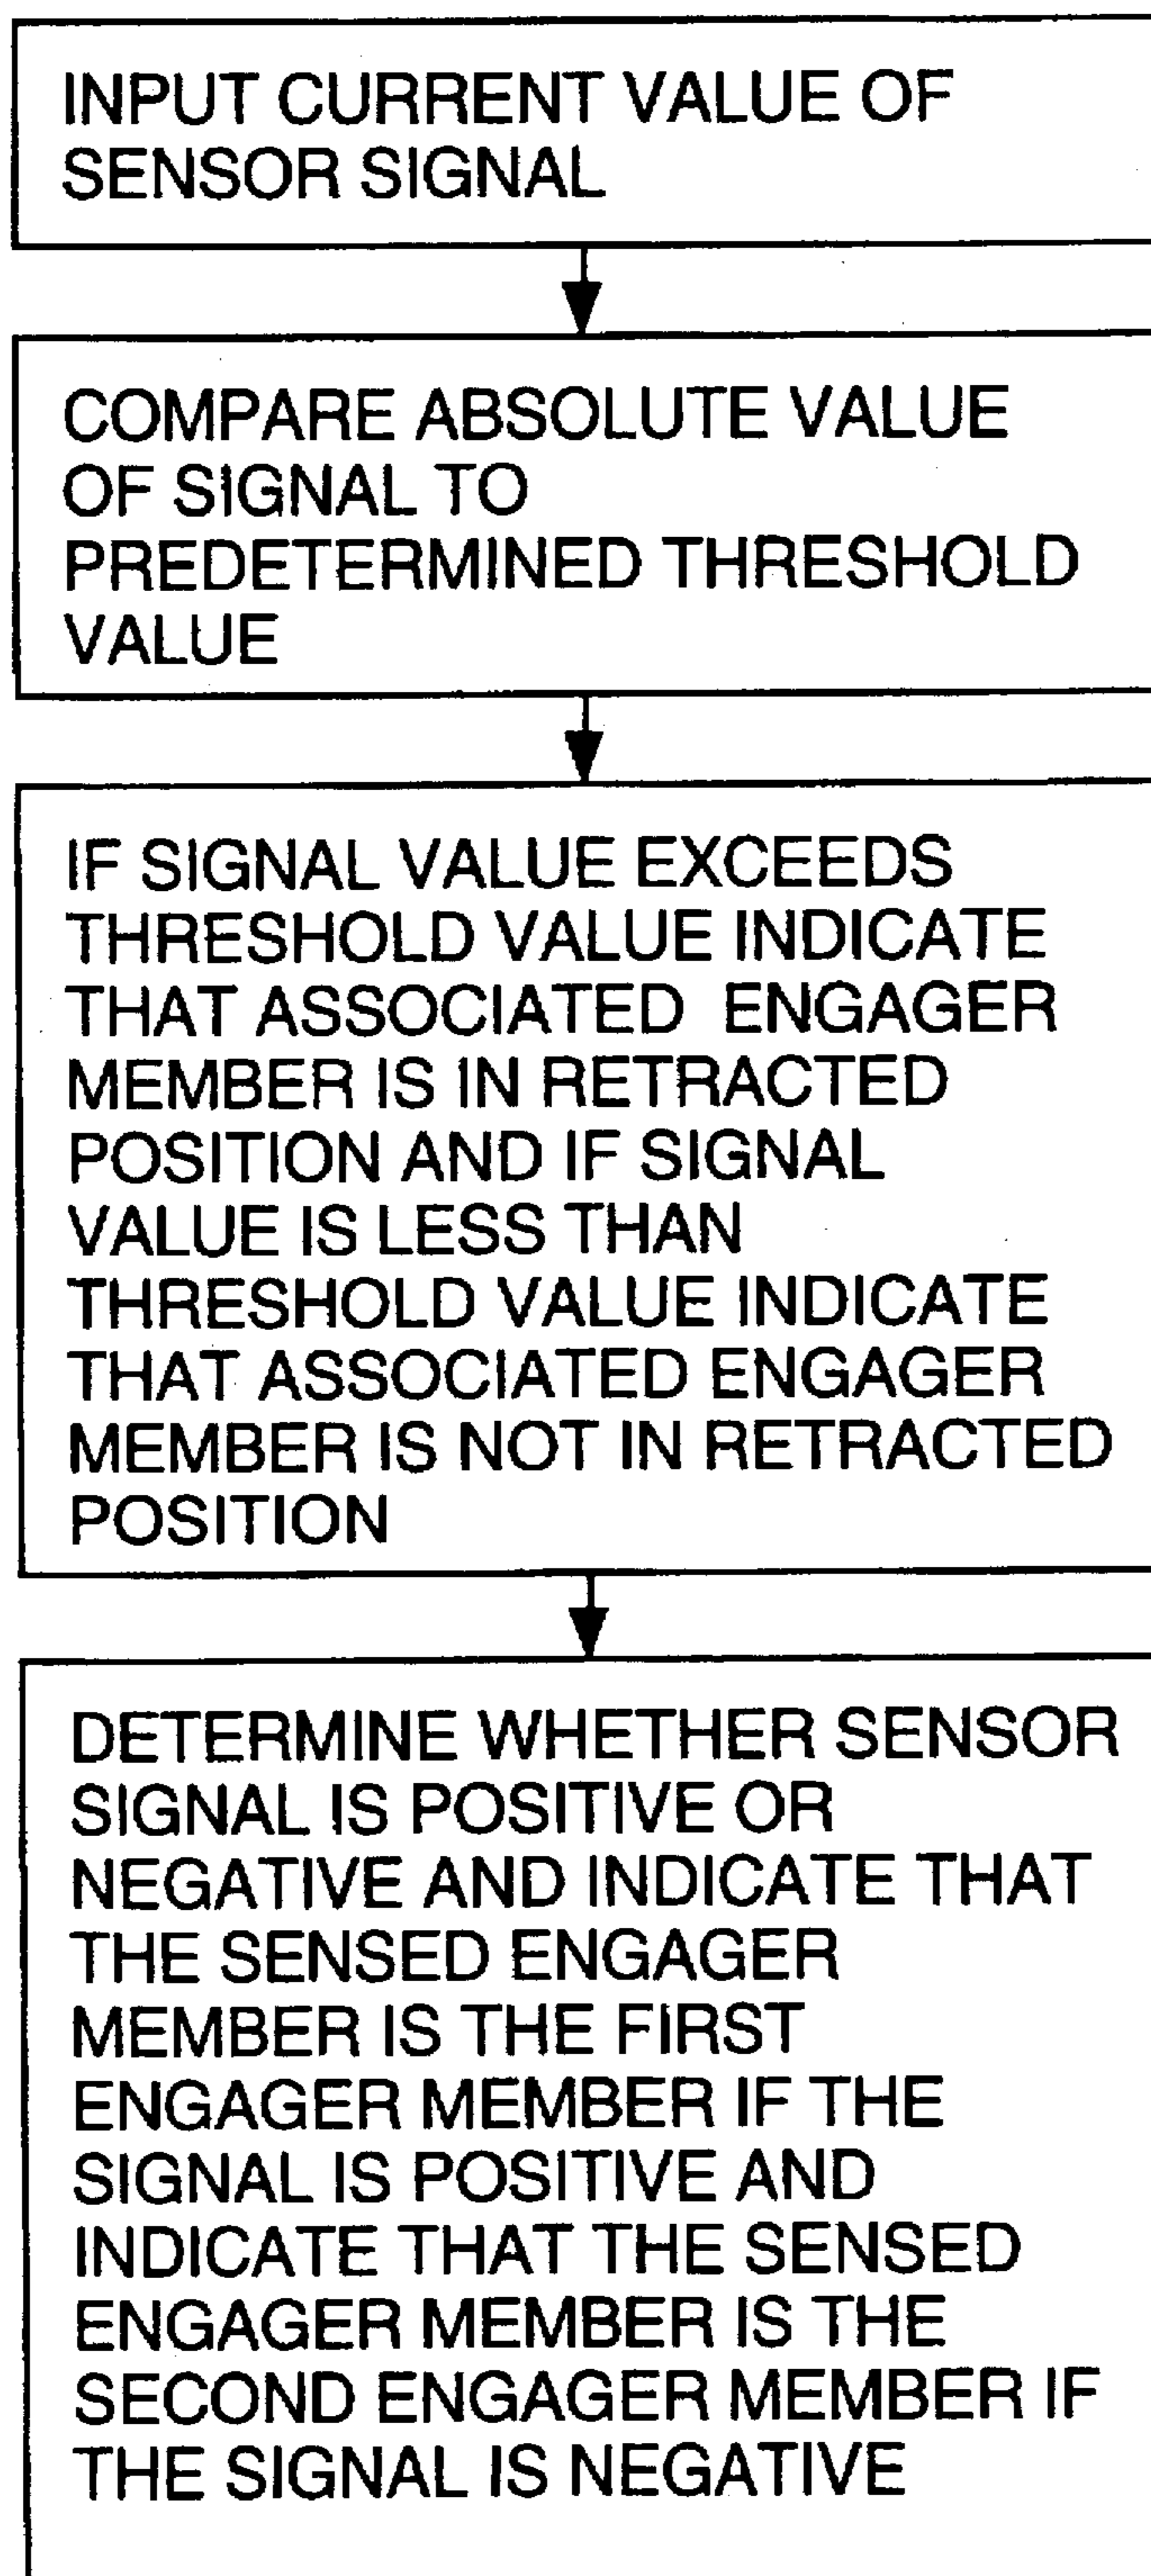 INPUT CURRENT VALUE OF
SENSOR SIGNAL
COMPARE ABSOLUTE VALUE
OF SIGNAL TO
PREDETERMINED THRESHOLD
VALUE
IF SIGNAL VALUE EXCEEDS
THRESHOLD VALUE INDICATE
THAT ASSOCIATED ENGAGER
MEMBER IS IN RETRACTED
POSITION AND IF SIGNAL
VALUE IS LESS THAN
THRESHOLD VALUE INDICATE
THAT ASSOCIATED ENGAGER
MEMBER IS NOT IN RETRACTED
POSITION
DETERMINE WHETHER SENSOR
SIGNAL IS POSITIVE OR
NEGATIVE AND INDICATE THAT
THE SENSED ENGAGER
MEMBER IS THE FIRST
ENGAGER MEMBER IF THE
SIGNAL IS POSITIVE AND
INDICATE THAT THE SENSED
ENGAGER MEMBER IS THE
SECOND ENGAGER MEMBER IF
THE SIGNAL IS NEGATIVE